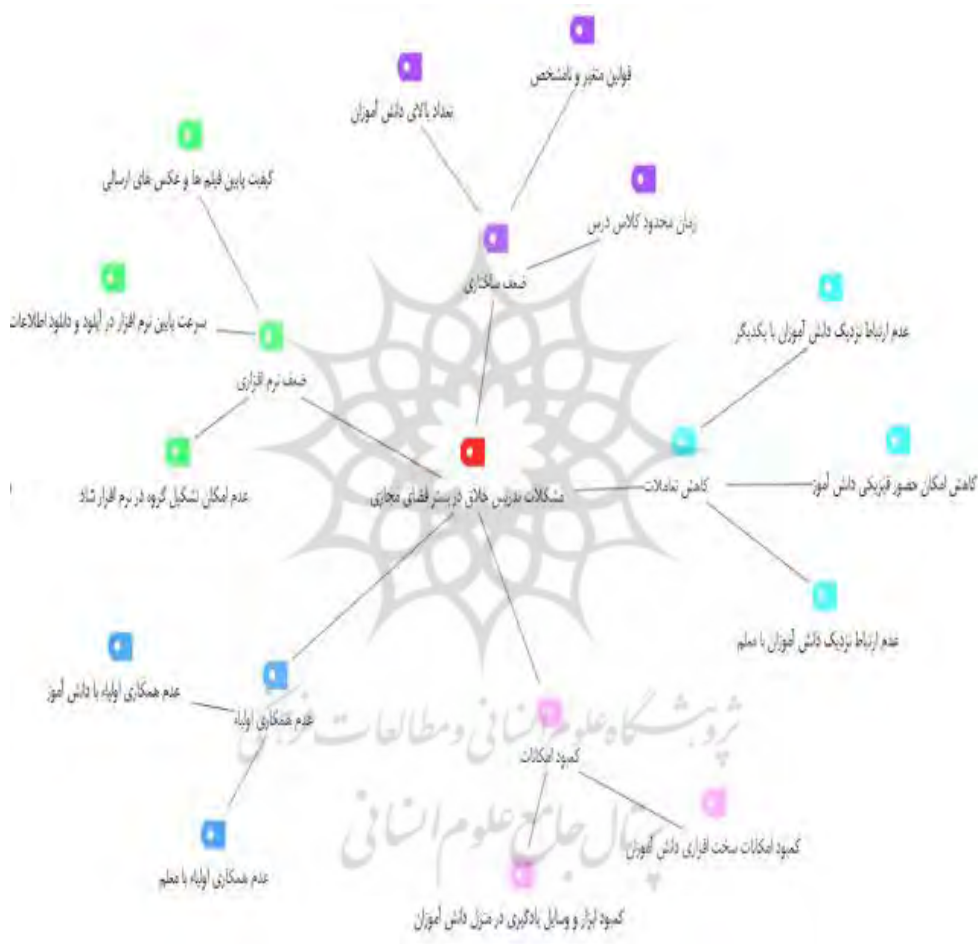 قوانین متغیر و نامشخص
تعداد بالای دانش آموزان
کیفیت پایین فیلم ها و عکس های ارسالی
زمان محدود کلاس درس
ضعف ساختاری
سرعت پایین نرم افزار در آپلود و دانلود اطلاعات
عدم ارتباط نزدیک دانش آموزان با یکدیگر
ضعف نرم افزاری
مشکلات تدریس خلاق در بستر فضای مجازی
کاهش تعاملات
کاهش امکان حضور فیزیکی دانش آموز
عدم امکان تشکیل گروه در نرم افزار شاد
عدم ارتباط نزدیک دانش آموزان با معلم
عدم همکاری اولیاء با دانش آموز
عدم همکاری اولیاء
پژوهشگاه علوم انسانی و مطالعات فرهنگی
کمبود امکانات
پرتال جامع علوم انسانی
کمبود امکانات سخت افزاری دانش آموزان
عدم همکاری اولیاء با معلم
کمبود ابزار و وسایل یادگیری در منزل دانش آموزان